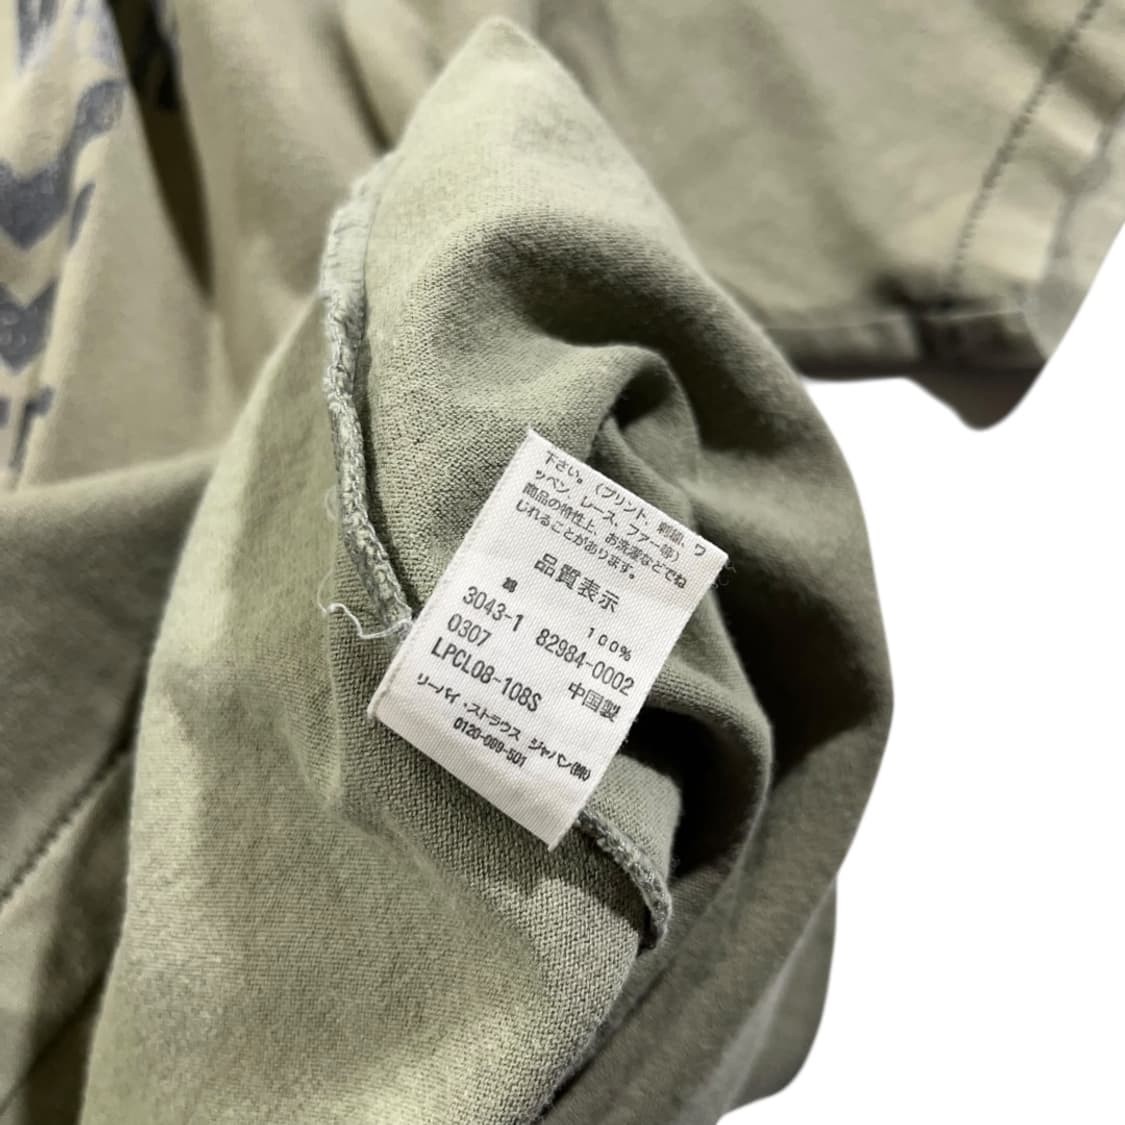 下さい。（プリント、刺繍、ワ
ッペン、レース、ファー等）
商品の特性上、お洗濯などでね
じれることがあります。
品質表示
綿 100%
3043-1 82984-0002
0307 中国製
LPCL08-108S
リーバイ・ストラウス ジャパン(株)
0120-099-501